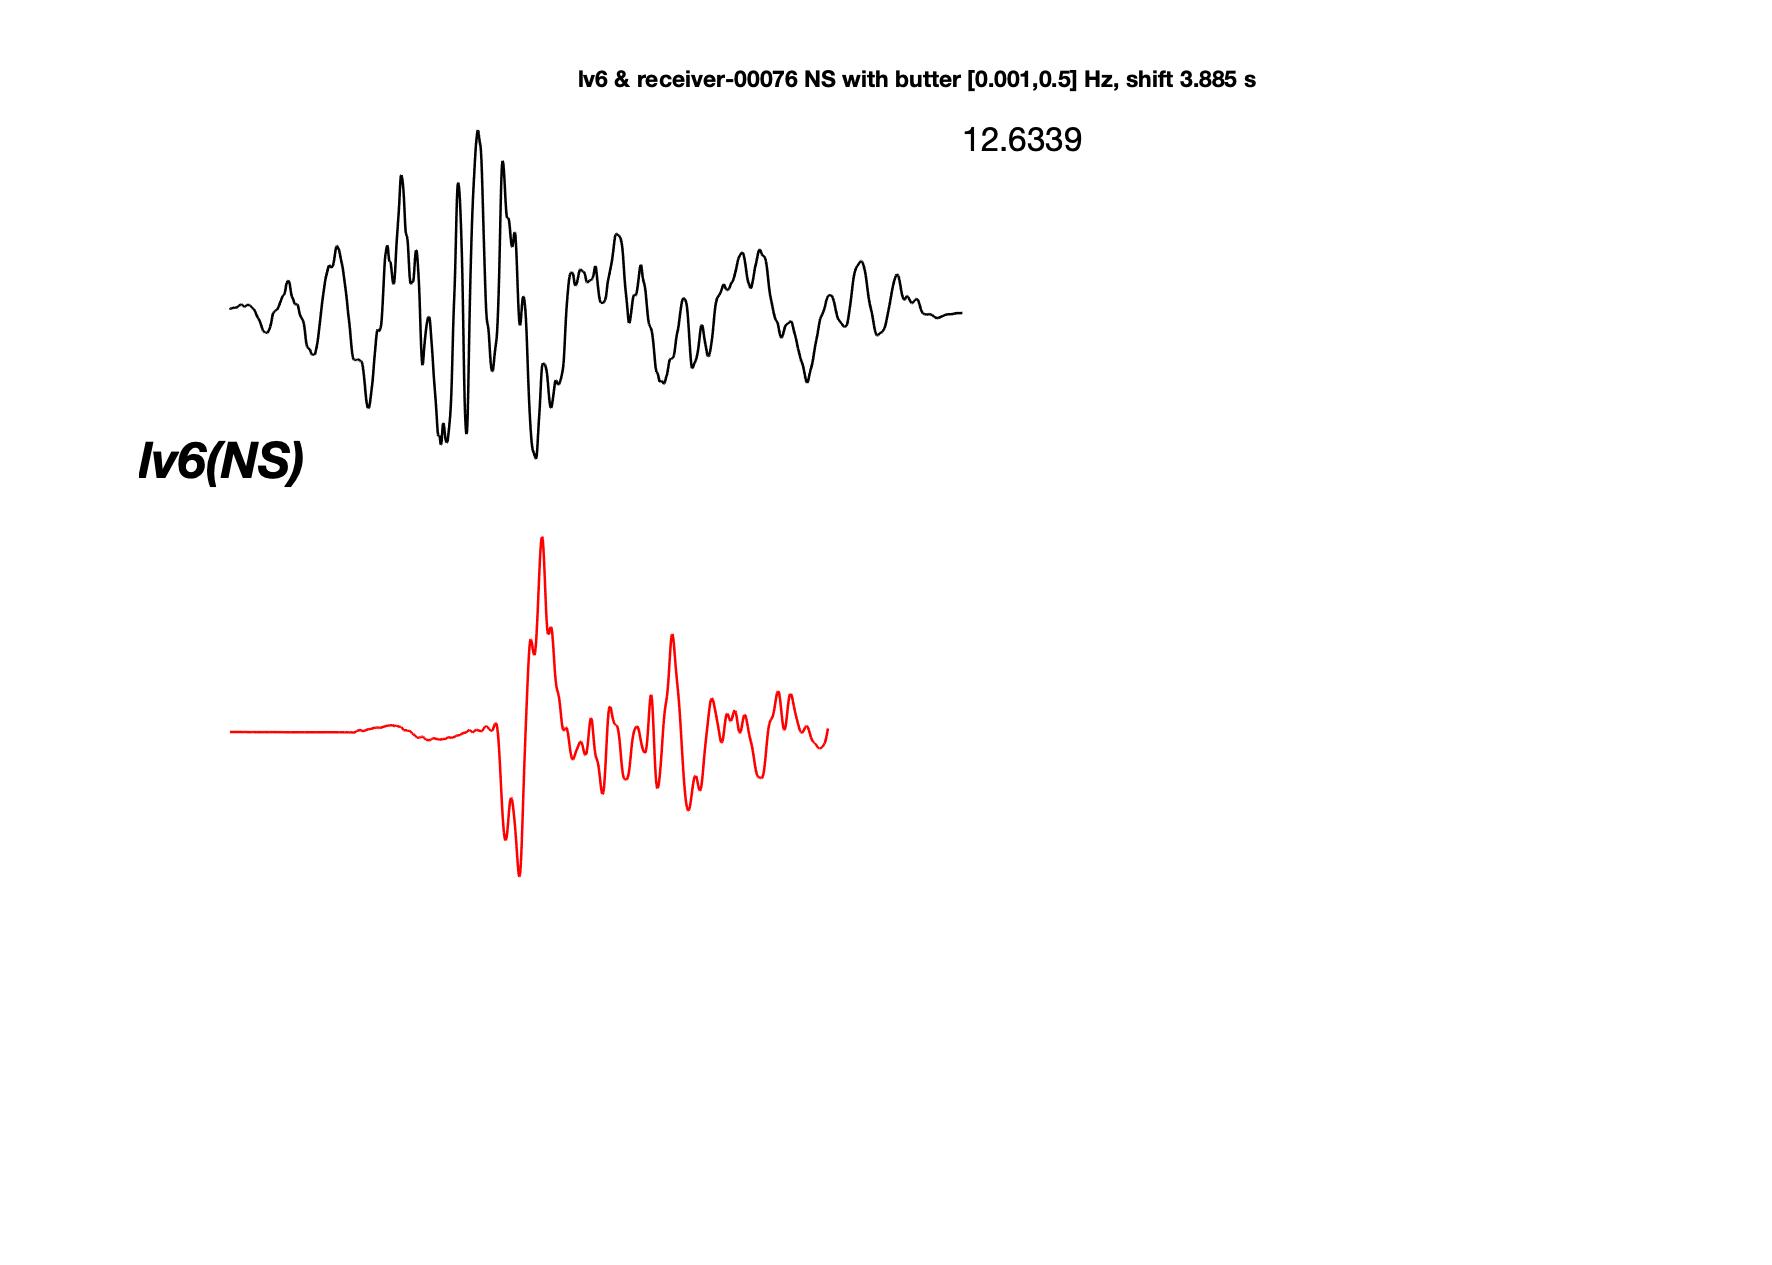 lv6 & receiver-00076 NS with butter [0.001,0.5] Hz, shift 3.885 s
12.6339
lv6(NS)